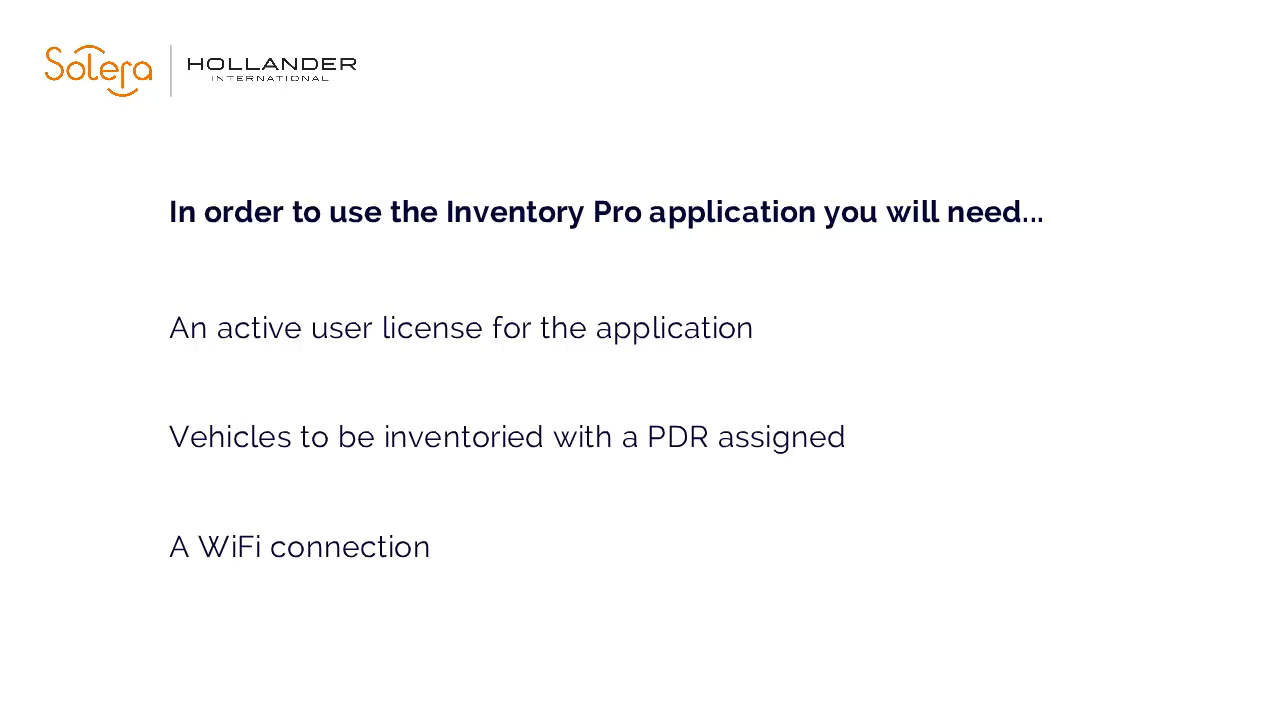 Solera
HOLLANDER
INTERNATIONAL
In order to use the Inventory Pro application you will need...
An active user license for the application
Vehicles to be inventoried with a PDR assigned
A WiFi connection